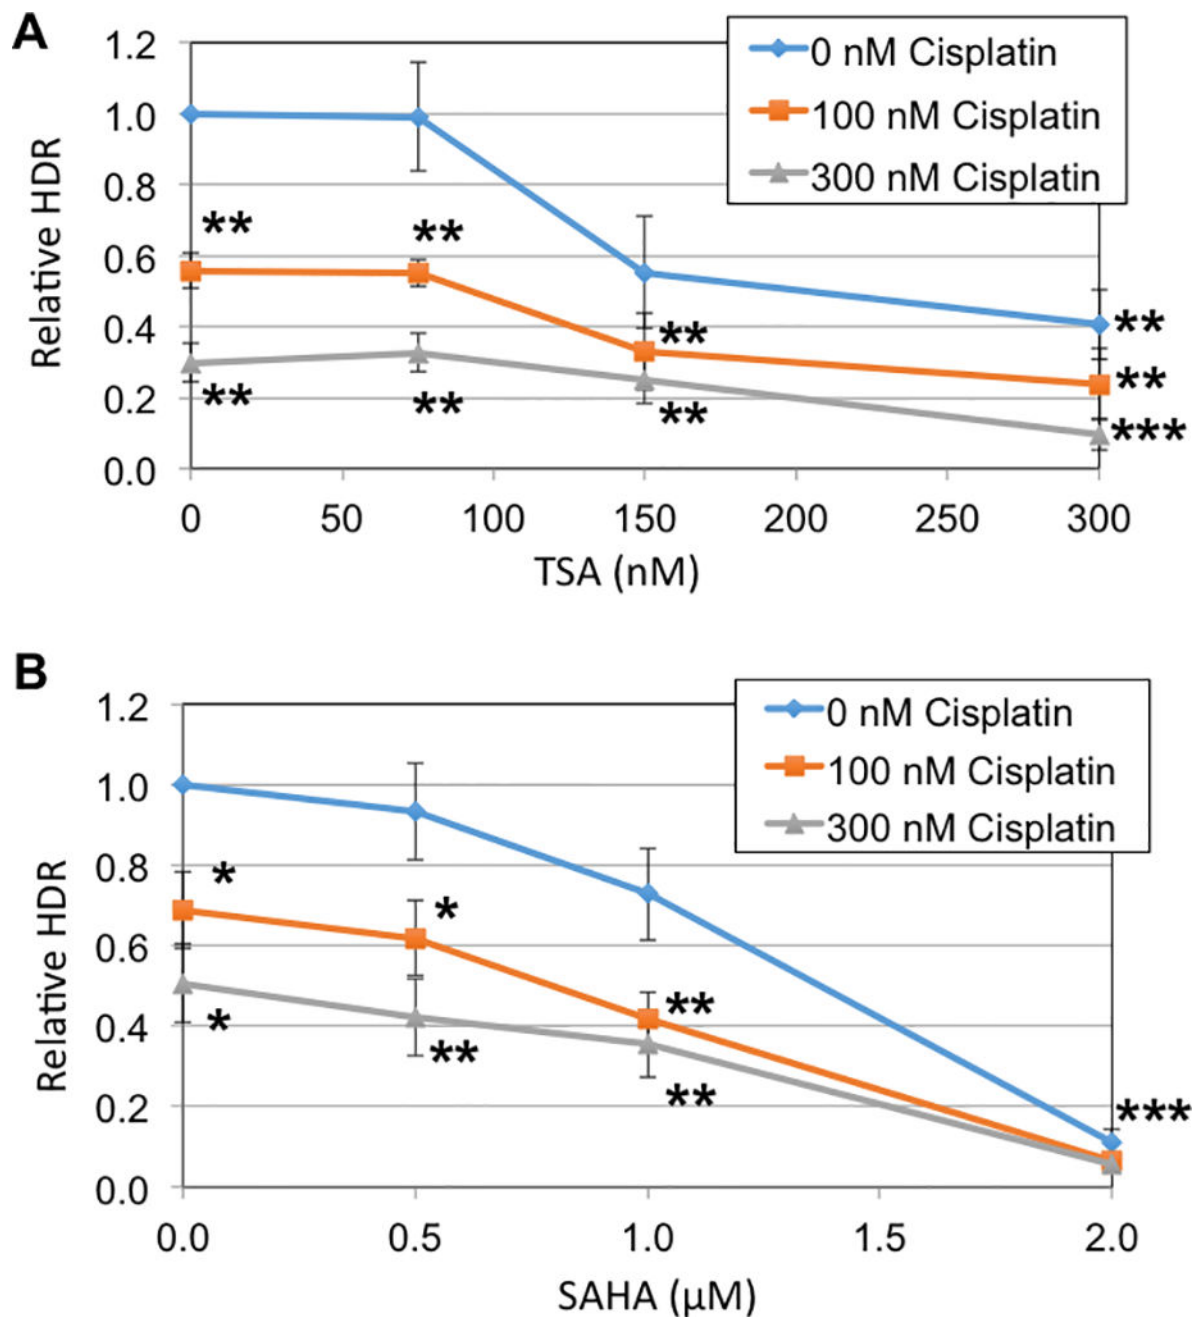 A
1.2
1.0
0.8
0.6
0.4
0.2
0.0
Relative HDR
0 nM Cisplatin
100 nM Cisplatin
300 nM Cisplatin
** **
** ** **
** ** ** ***
0 50 100 150 200 250 300
TSA (nM)
B
1.2
1.0
0.8
0.6
0.4
0.2
0.0
Relative HDR
0 nM Cisplatin
100 nM Cisplatin
300 nM Cisplatin
* * **
* ** ** ***
0.0 0.5 1.0 1.5 2.0
SAHA (μM)